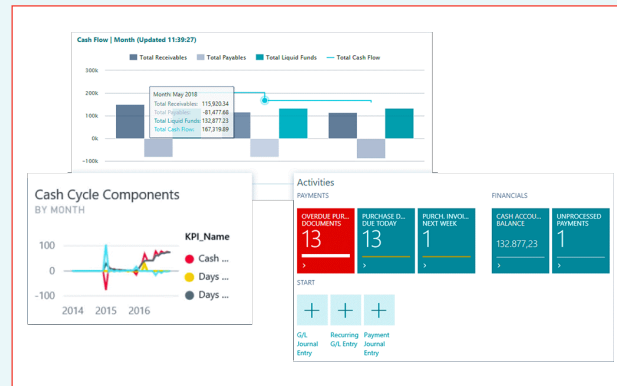 Cash Flow | Month (Updated 11:39:27)
Total Receivables Total Payables Total Liquid Funds Total Cash Flow
300k
200k
100k
0k
-100k
Month: May 2018
Total Receivables: 115,920.34
Total Payables: -81,477.68
Total Liquid Funds: 132,877.23
Total Cash Flow: 167,319.89
Cash Cycle Components
BY MONTH
KPI_Name
Cash ...
Days ...
Days ...
100
0
-100
2014 2015 2016
Activities
PAYMENTS FINANCIALS
OVERDUE PUR... DOCUMENTS
13
PURCHASE D... DUE TODAY
13
PURCH. INVOI... NEXT WEEK
1
CASH ACCOU... BALANCE
132.877,23
UNPROCESSED PAYMENTS
1
START
G/L Journal Entry
Recurring G/L Entry
Payment Journal Entry